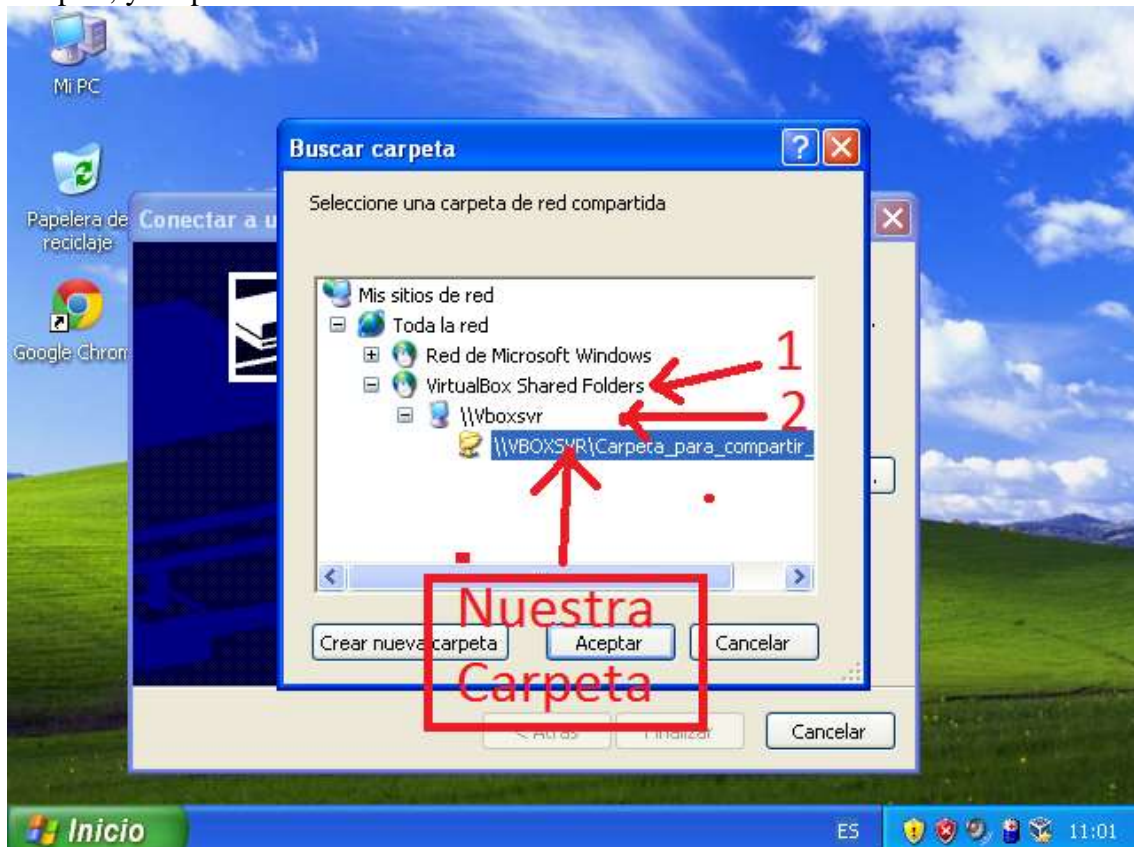 Mi PC
Papelera de
reciclaje
Google Chrom
Conectar a u
Buscar carpeta
Seleccione una carpeta de red compartida
Mis sitios de red
Toda la red
Red de Microsoft Windows
1
VirtualBox Shared Folders
\\Vboxsvr
2
\\VBOXSVR\Carpeta_para_compartir_
Nuestra
Carpeta
Crear nueva carpeta
Aceptar
Cancelar
< Atrás
Finalizar
Cancelar
Inicio
ES
11:01